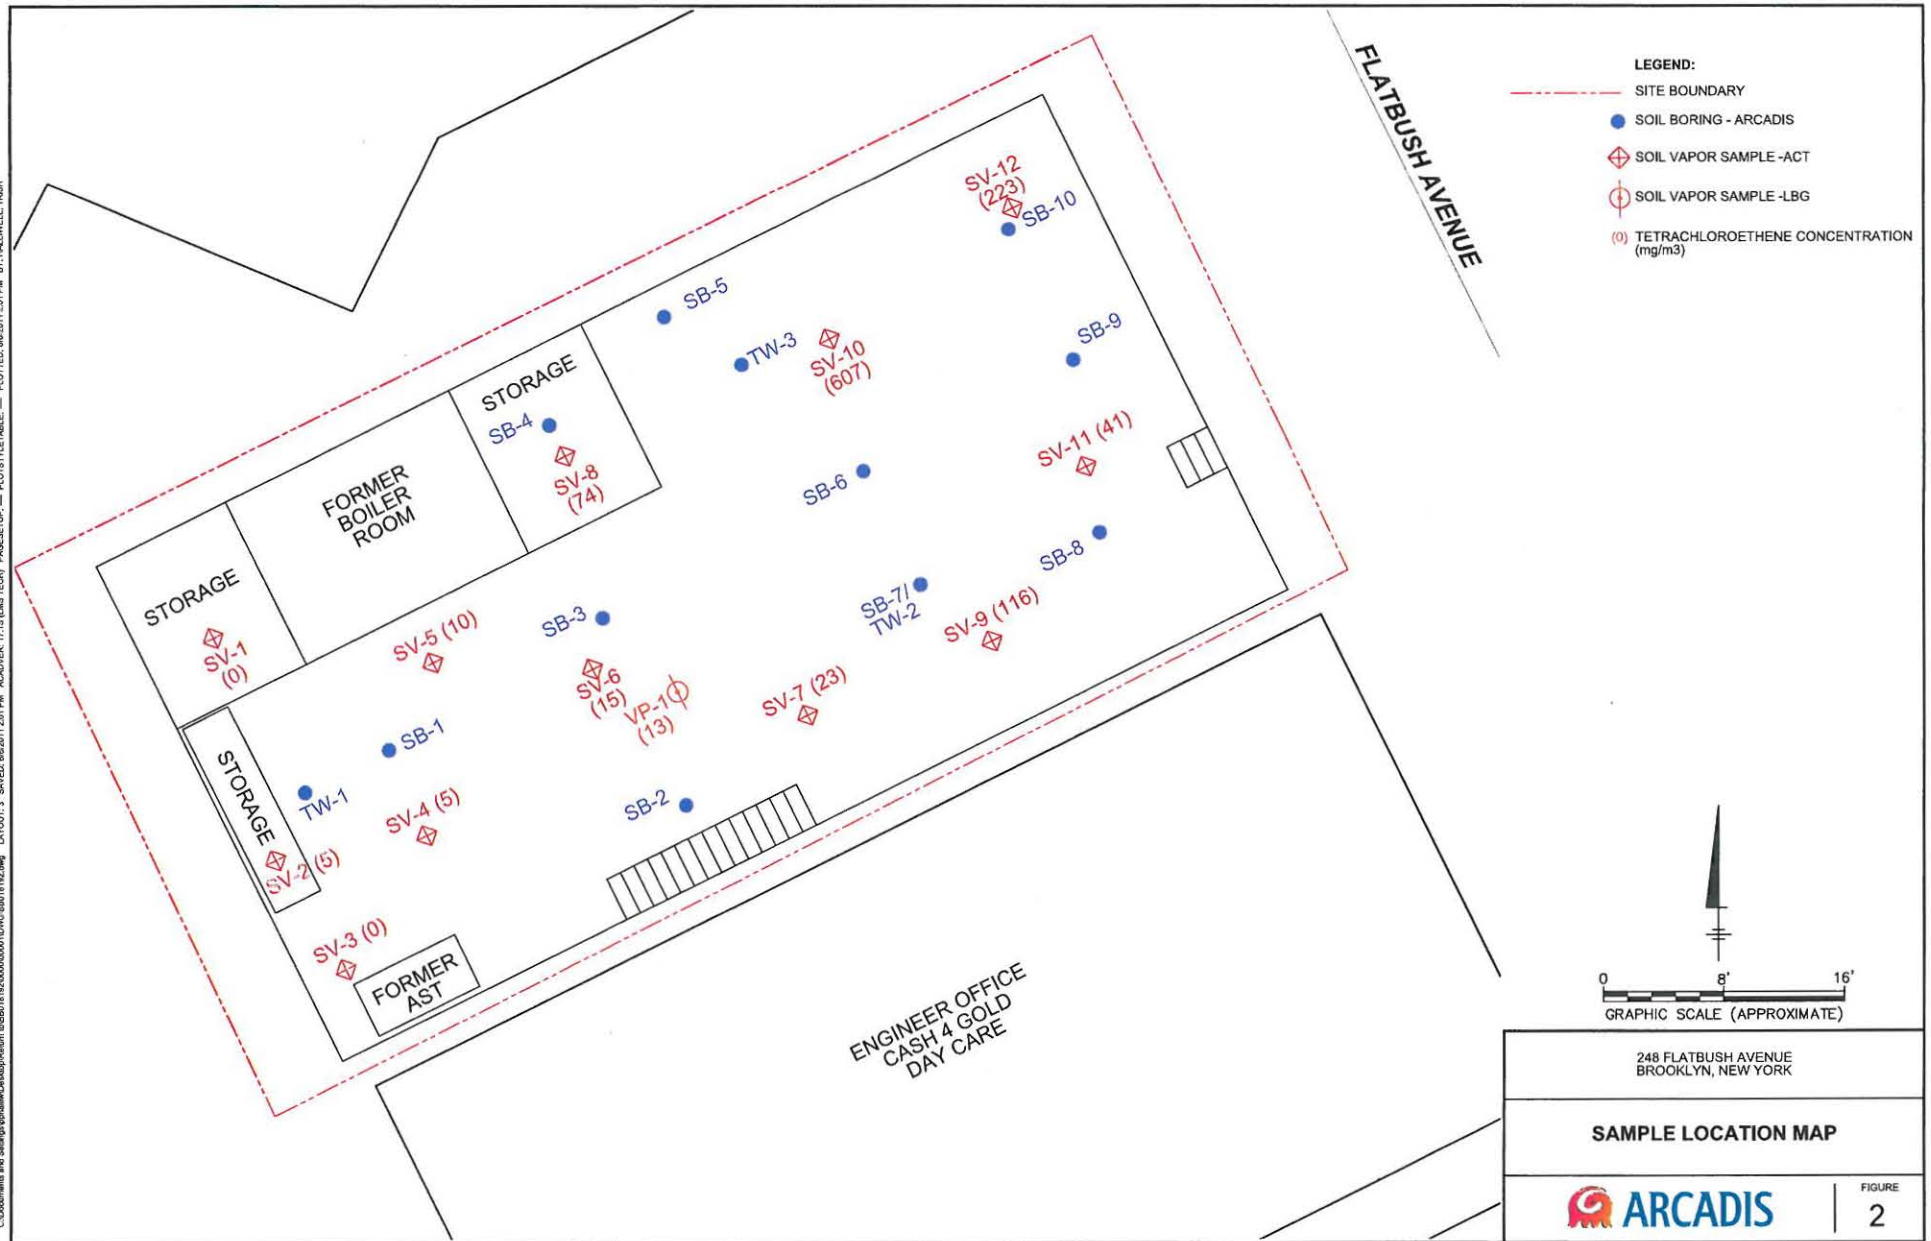 LEGEND:
SITE BOUNDARY
SOIL BORING - ARCADIS
SOIL VAPOR SAMPLE -ACT
SOIL VAPOR SAMPLE -LBG
(0) TETRACHLOROETHENE CONCENTRATION
(mg/m3)
FLATBUSH AVENUE
SV-12
(223)
SB-10
SB-5
TW-3
SV-10
(607)
SB-9
STORAGE
SB-4
SV-8
(74)
FORMER
BOILER
ROOM
SV-11 (41)
SB-6
SB-8
STORAGE
SV-1
(0)
SV-5 (10)
SB-3
SB-7/
TW-2
SV-9 (116)
SV-6
(15)
VP-1
(13)
SV-7 (23)
SB-1
STORAGE
TW-1
SV-4 (5)
SB-2
SV-2 (5)
SV-3 (0)
FORMER
AST
ENGINEER OFFICE
CASH 4 GOLD
DAY CARE
0 8' 16'
GRAPHIC SCALE (APPROXIMATE)
248 FLATBUSH AVENUE
BROOKLYN, NEW YORK
SAMPLE LOCATION MAP
ARCADIS
FIGURE
2